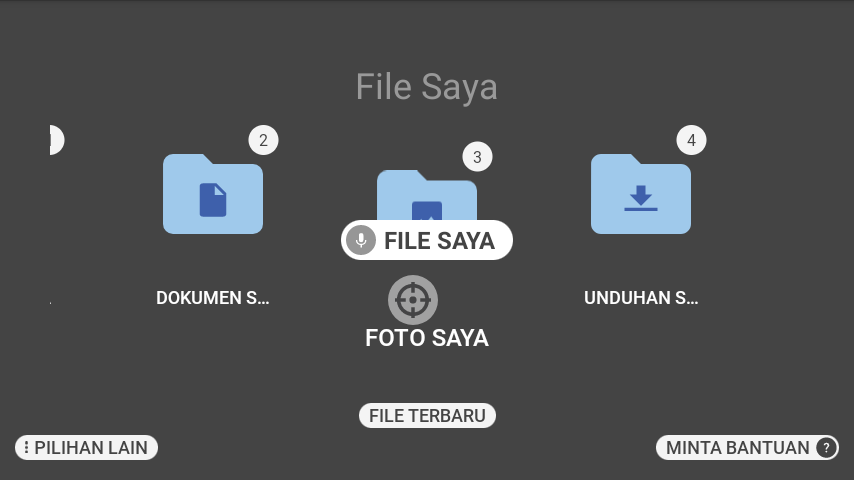 File Saya
2
3
4
FILE SAYA
DOKUMEN S...
UNDUHAN S...
FOTO SAYA
FILE TERBARU
PILIHAN LAIN
MINTA BANTUAN ?